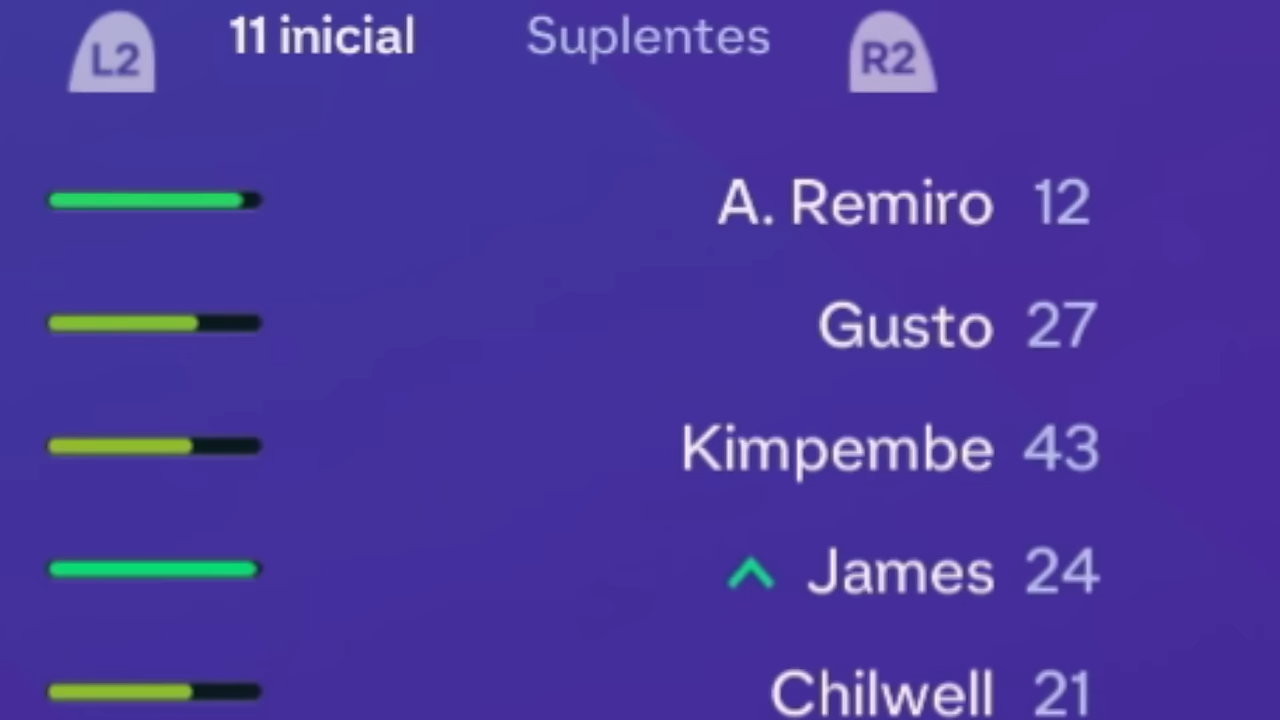 L2 11 inicial Suplentes R2
A. Remiro 12
Gusto 27
Kimpembe 43
James 24
Chilwell 21